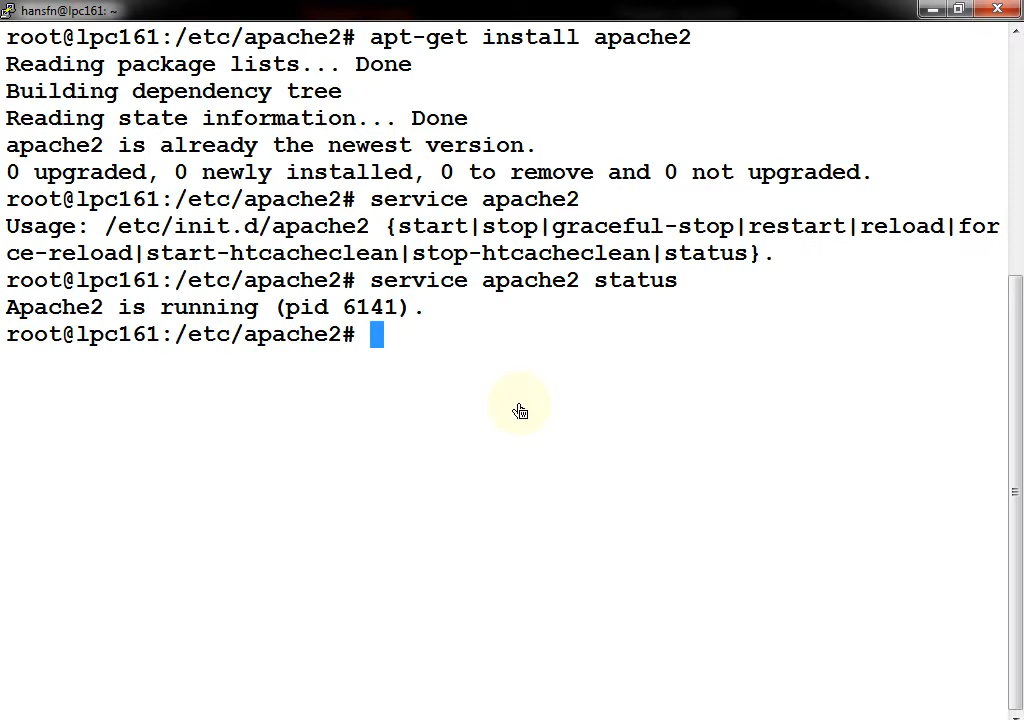 hansfn@lpc161: ~
root@lpc161:/etc/apache2# apt-get install apache2
Reading package lists... Done
Building dependency tree
Reading state information... Done
apache2 is already the newest version.
0 upgraded, 0 newly installed, 0 to remove and 0 not upgraded.
root@lpc161:/etc/apache2# service apache2
Usage: /etc/init.d/apache2 {start|stop|graceful-stop|restart|reload|for
ce-reload|start-htcacheclean|stop-htcacheclean|status}.
root@lpc161:/etc/apache2# service apache2 status
Apache2 is running (pid 6141).
root@lpc161:/etc/apache2#